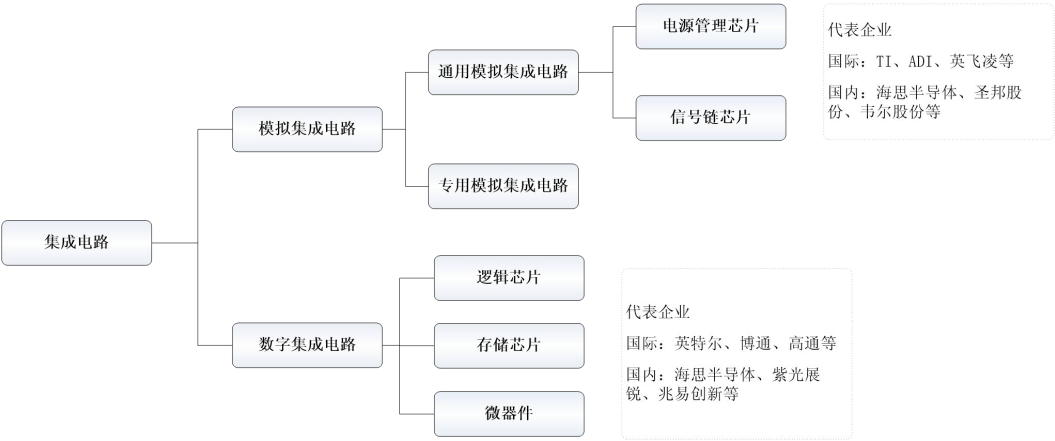 电源管理芯片
代表企业
国际：TI、ADI、英飞凌等
国内：海思半导体、圣邦股
份、韦尔股份等
通用模拟集成电路
信号链芯片
模拟集成电路
专用模拟集成电路
集成电路
逻辑芯片
数字集成电路
存储芯片
微器件
代表企业
国际：英特尔、博通、高通等
国内：海思半导体、紫光展
锐、兆易创新等